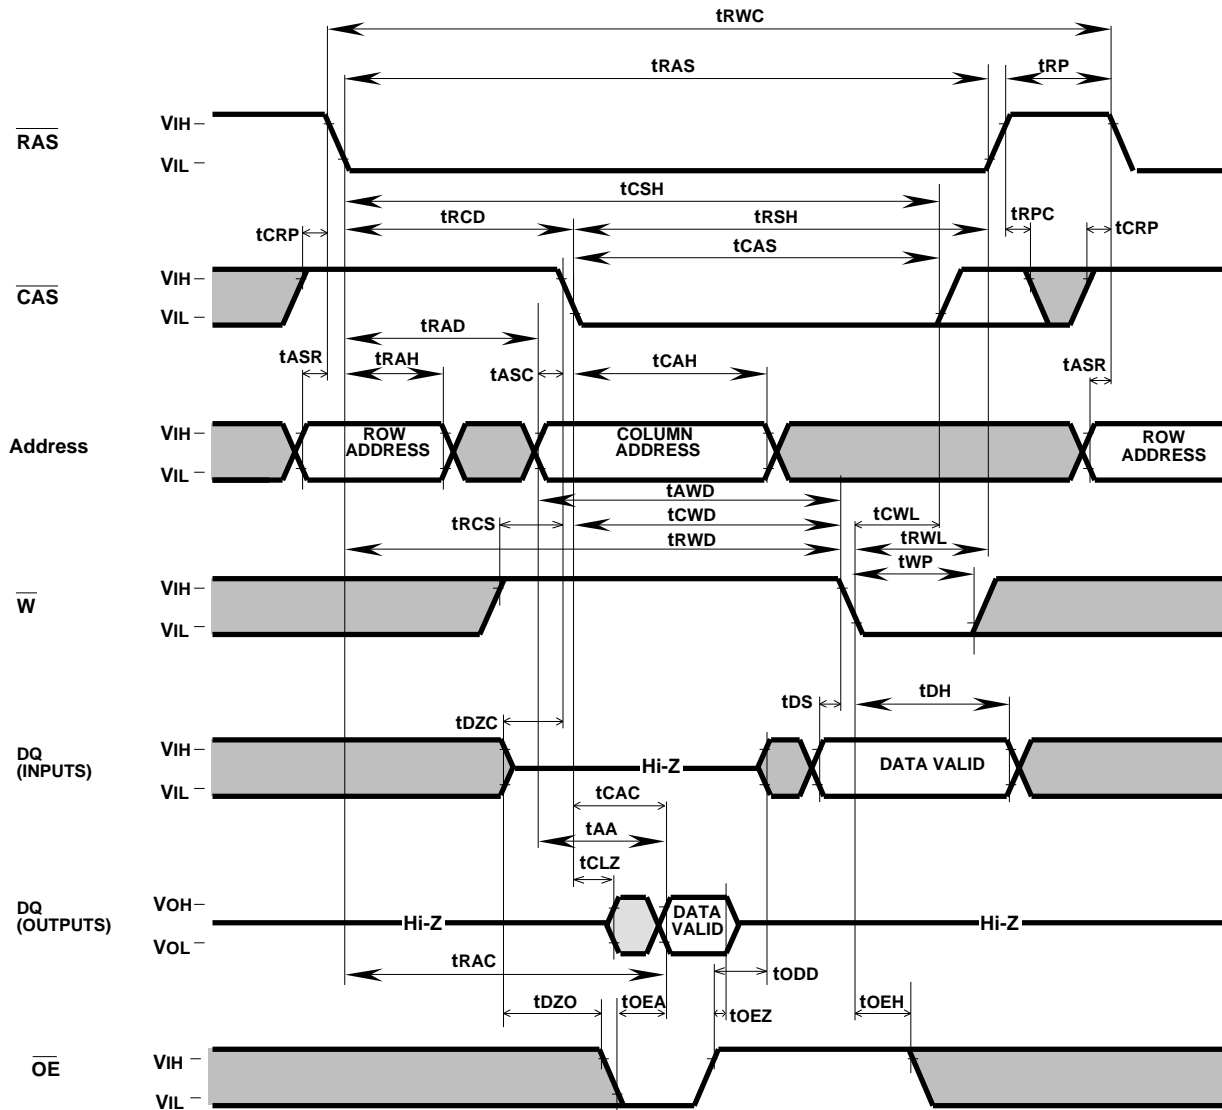 tRWC
tRAS
tRP
RAS
VIH
VIL
tCSH
tRCD
tRSH
tRPC
tCRP
tCRP
tCAS
CAS
VIH
VIL
tRAD
tASR
tRAH
tASC
tCAH
tASR
Address
VIH
VIL
ROW
ADDRESS
COLUMN
ADDRESS
ROW
ADDRESS
tAWD
tRCS
tCWD
tCWL
tRWD
tRWL
tWP
W
VIH
VIL
tDS
tDH
tDZC
DQ
(INPUTS)
VIH
VIL
Hi-Z
DATA VALID
tCAC
tAA
tCLZ
DQ
(OUTPUTS)
VOH
VOL
Hi-Z
DATA
VALID
Hi-Z
tRAC
tODD
tDZO
tOEA
tOEZ
tOEH
OE
VIH
VIL